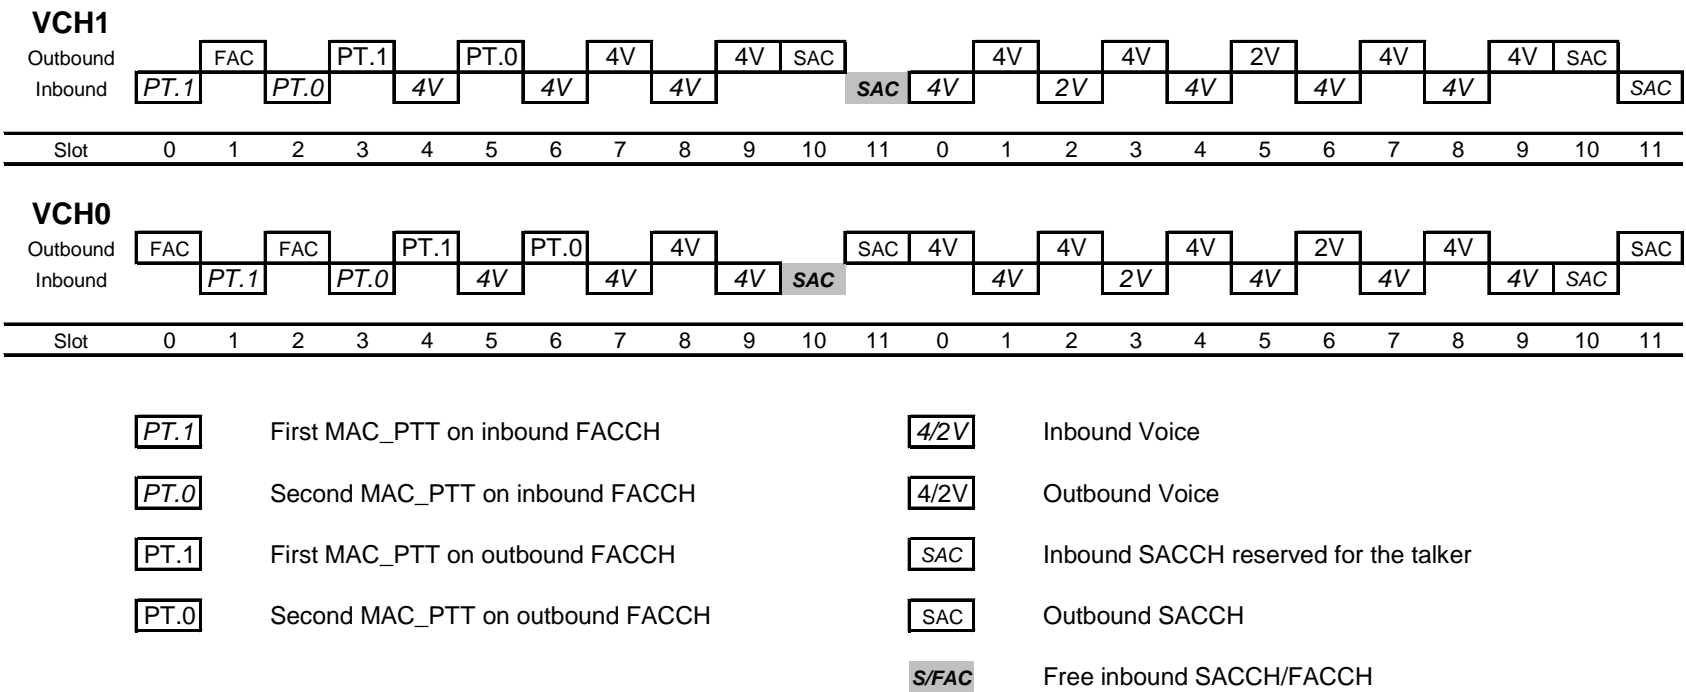 VCH1
Outbound FAC PT.1 PT.0 4V 4V SAC 4V 4V 2V 4V 4V SAC
Inbound PT.1 PT.0 4V 4V 4V SAC 4V 2V 4V 4V 4V SAC
Slot 0 1 2 3 4 5 6 7 8 9 10 11 0 1 2 3 4 5 6 7 8 9 10 11
VCH0
Outbound FAC FAC PT.1 PT.0 4V SAC 4V 4V 4V 2V 4V SAC
Inbound PT.1 PT.0 4V 4V 4V SAC 4V 2V 4V 4V 4V SAC
Slot 0 1 2 3 4 5 6 7 8 9 10 11 0 1 2 3 4 5 6 7 8 9 10 11
PT.1 First MAC_PTT on inbound FACCH 4/2V Inbound Voice
PT.0 Second MAC_PTT on inbound FACCH 4/2V Outbound Voice
PT.1 First MAC_PTT on outbound FACCH SAC Inbound SACCH reserved for the talker
PT.0 Second MAC_PTT on outbound FACCH SAC Outbound SACCH
S/FAC Free inbound SACCH/FACCH